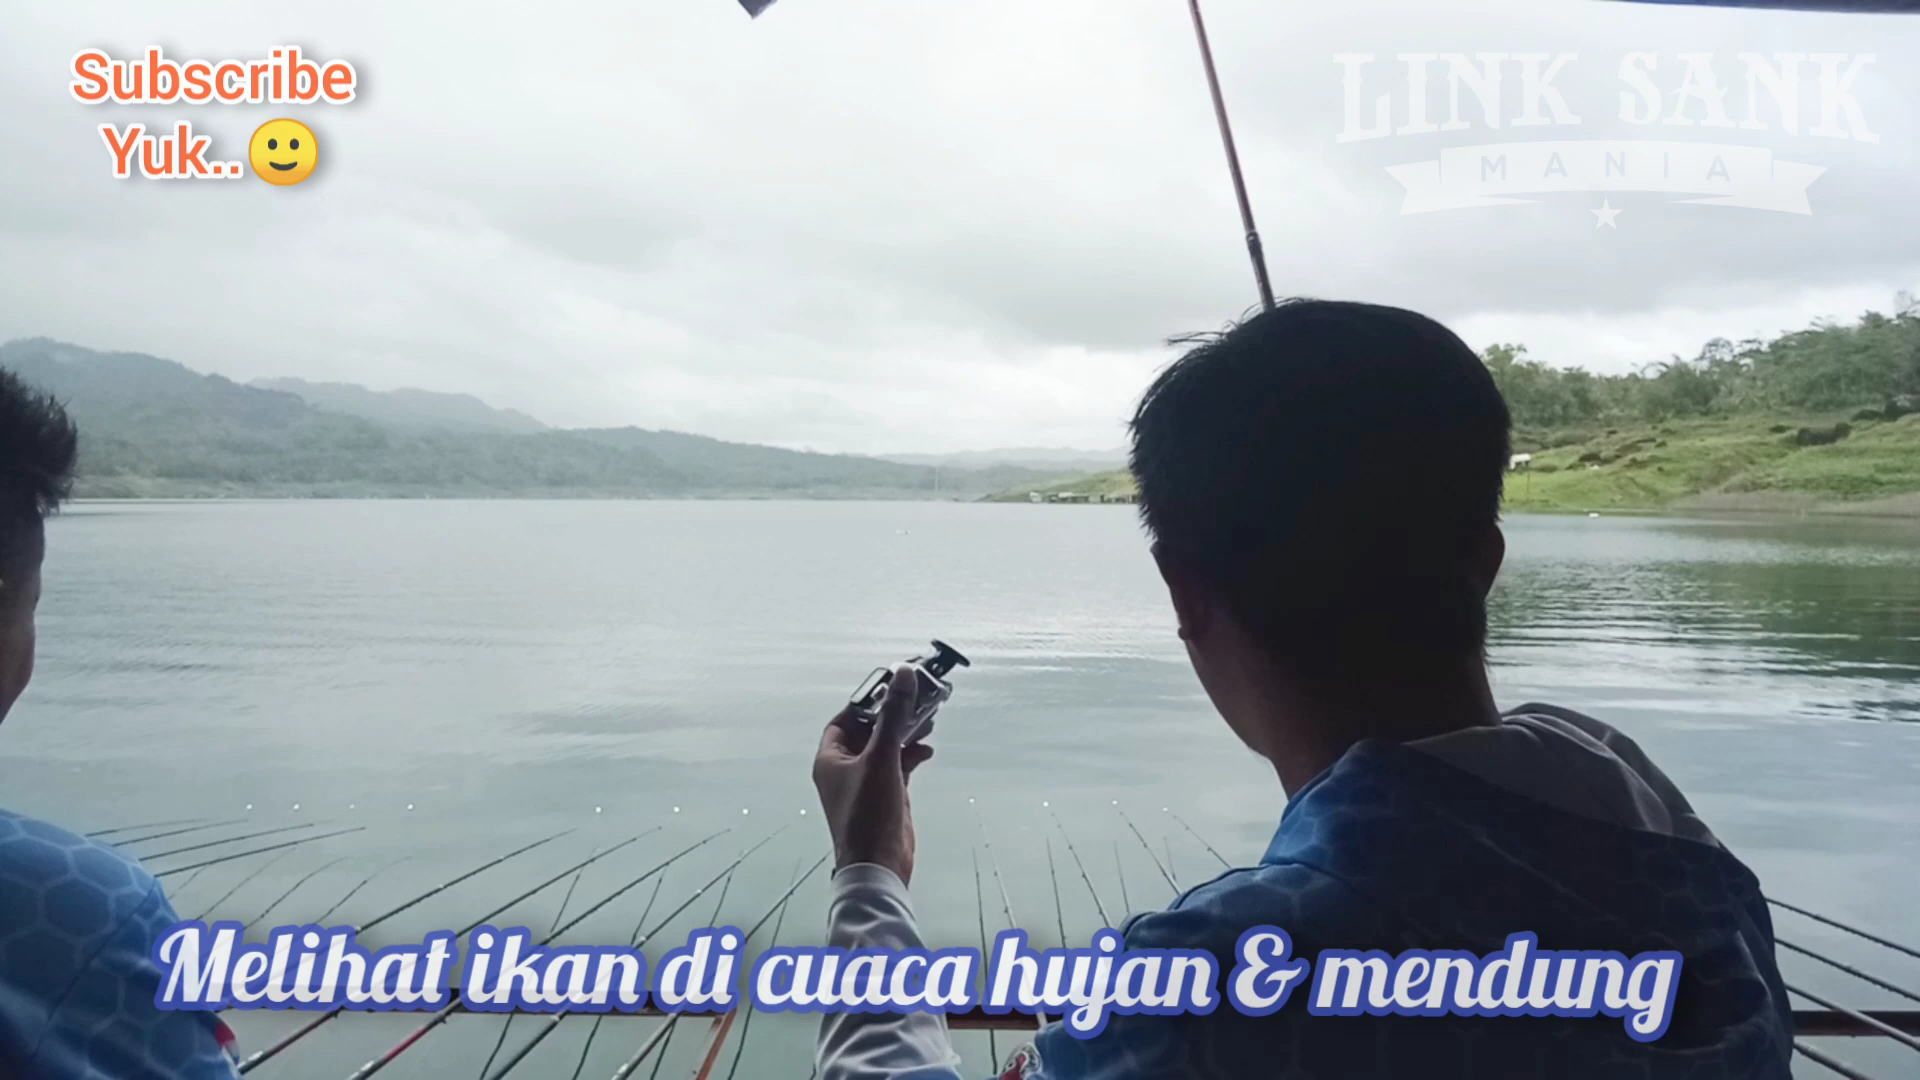 Subscribe
Yuk..🙂
LINK SANK
MANIA
Melihat ikan di cuaca hujan & mendung